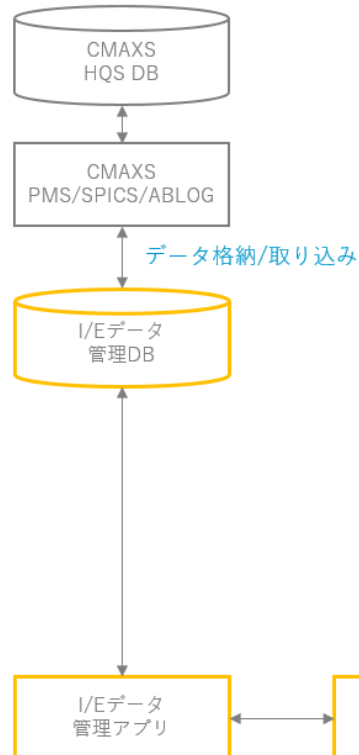 CMAXS
HQS DB
CMAXS
PMS/SPICS/ABLOG
データ格納/取り込み
I/Eデータ
管理DB
I/Eデータ
管理アプリ